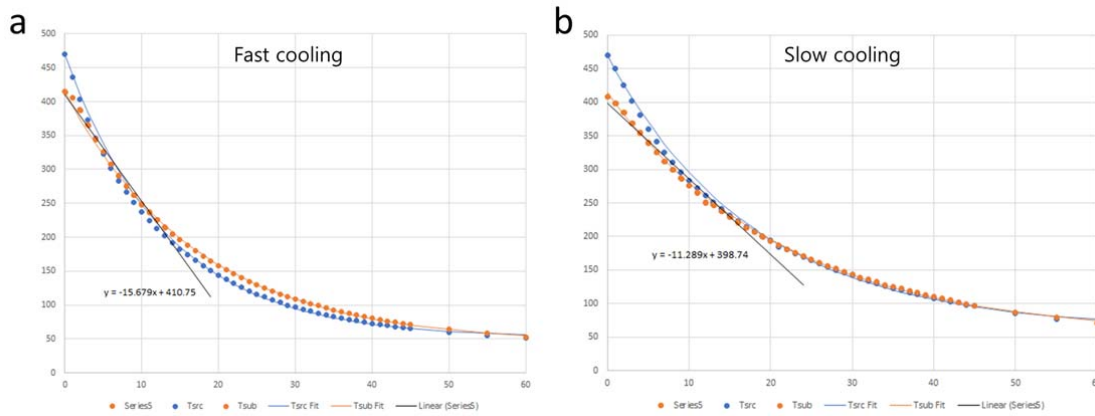 a
Fast cooling
500
450
400
350
300
250
200
150
100
50
0
y = -15.679x + 410.75
0 10 20 30 40 50 60
Series5 Tsrc Tsub Tsrc Fit Tsub Fit Linear (Series5)
b
Slow cooling
500
450
400
350
300
250
200
150
100
50
0
y = -11.289x + 398.74
0 10 20 30 40 50 60
Series5 Tsrc Tsub Tsrc Fit Tsub Fit Linear (Series5)